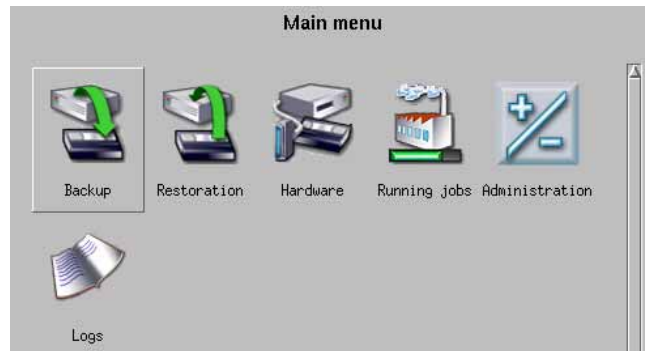 Main menu
Backup Restoration Hardware Running jobs Administration
Logs